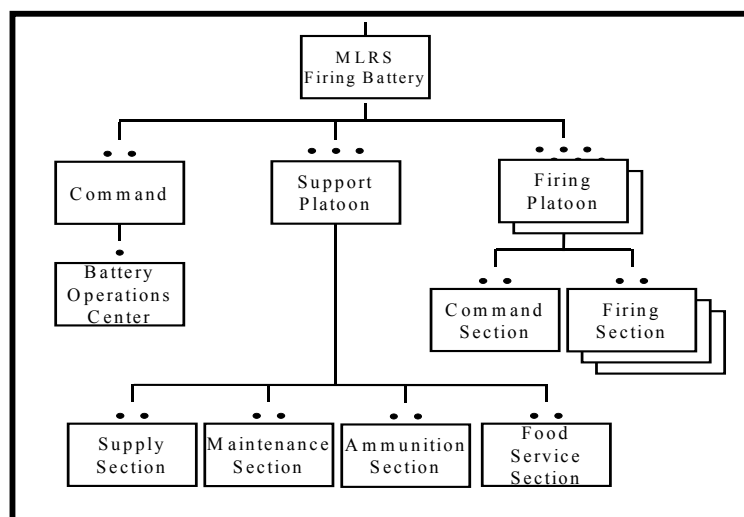 MLRS
Firing Battery
Command
Support
Platoon
Firing
Platoon
Battery
Operations
Center
Command
Section
Firing
Section
Supply
Section
Maintenance
Section
Ammunition
Section
Food
Service
Section